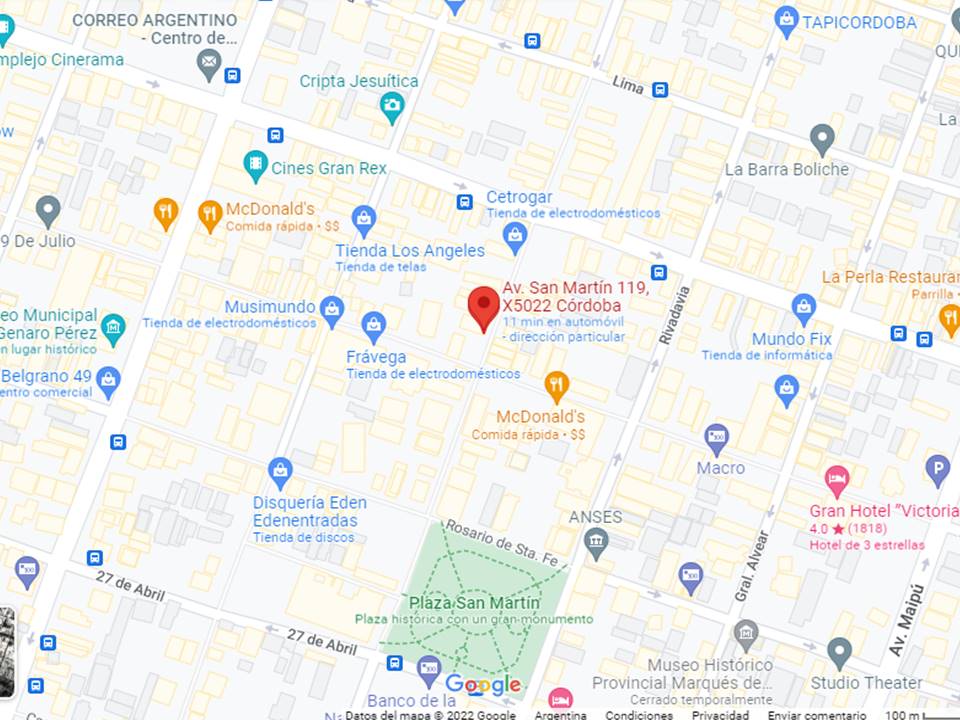 CORREO ARGENTINO
- Centro de...
TAPICORDOBA
QUI
mplejo Cinerama
Cripta Jesuítica
Lima
La
ow
Cines Gran Rex
La Barra Boliche
McDonald's
Comida rápida • $$
Cetrogar
Tienda de electrodomésticos
9 De Julio
Tienda Los Angeles
Tienda de telas
Av. San Martín 119,
X5022 Córdoba
11 min en automóvil
- dirección particular
La Perla Restauran
Parrilla •
Rivadavia
Musimundo
Tienda de electrodomésticos
eo Municipal
Genaro Pérez
n lugar histórico
Mundo Fix
Tienda de informática
Frávega
Tienda de electrodomésticos
Belgrano 49
entro comercial
McDonald's
Comida rápida • $$
Macro
P
Disquería Eden
Edenentradas
Tienda de discos
Gran Hotel "Victoria
4.0 ★ (1818)
Hotel de 3 estrellas
ANSES
Rosario de Sta. Fe
Gral. Alvear
27 de Abril
Plaza San Martín
Plaza histórica con un gran monumento
Av. Maipú
27 de Abril
Museo Histórico
Provincial Marqués de...
Cerrado temporalmente
Studio Theater
Banco de la
Google
Datos del mapa © 2022 Google Argentina Condiciones Privacidad Enviar comentario 100 m